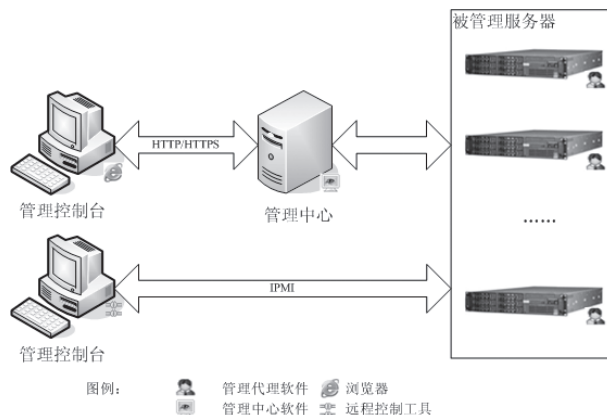 被管理服务器
HTTP/HTTPS
管理控制台
管理中心
......
IPMI
管理控制台
图例:
管理代理软件
浏览器
管理中心软件
远程控制工具